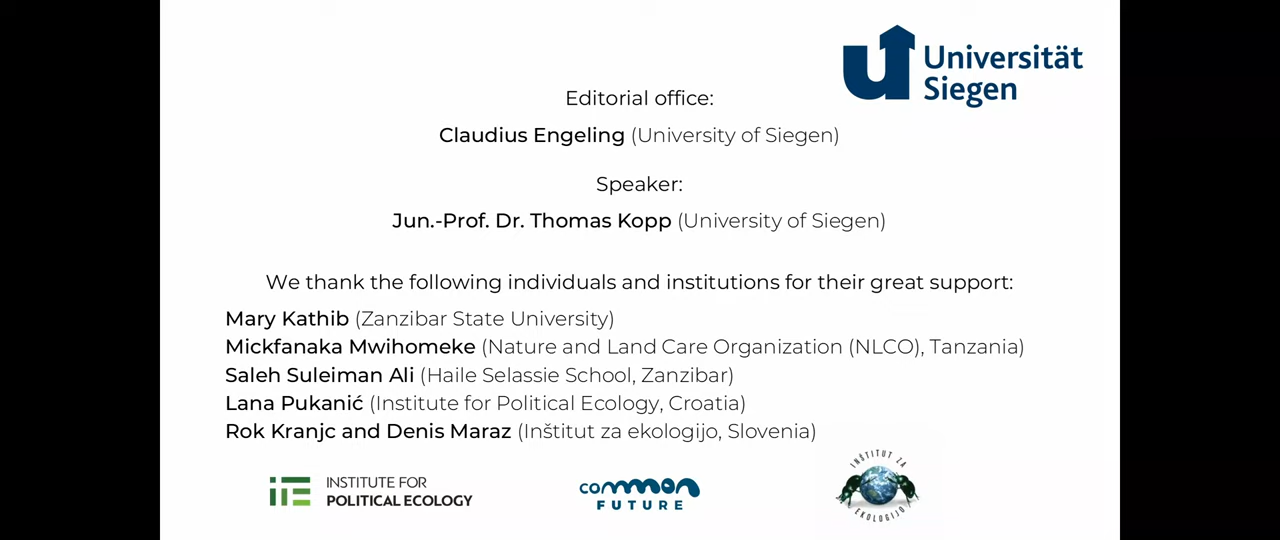 Universität
Siegen
Editorial office:
Claudius Engeling (University of Siegen)
Speaker:
Jun.-Prof. Dr. Thomas Kopp (University of Siegen)
We thank the following individuals and institutions for their great support:
Mary Kathib (Zanzibar State University)
Mickfanaka Mwihomeke (Nature and Land Care Organization (NLCO), Tanzania)
Saleh Suleiman Ali (Haile Selassie School, Zanzibar)
Lana Pukanić (Institute for Political Ecology, Croatia)
Rok Kranjc and Denis Maraz (Inštitut za ekologijo, Slovenia)
INSTITUTE FOR
POLITICAL ECOLOGY
common
FUTURE
INŠTITUT ZA
EKOLOGIJO